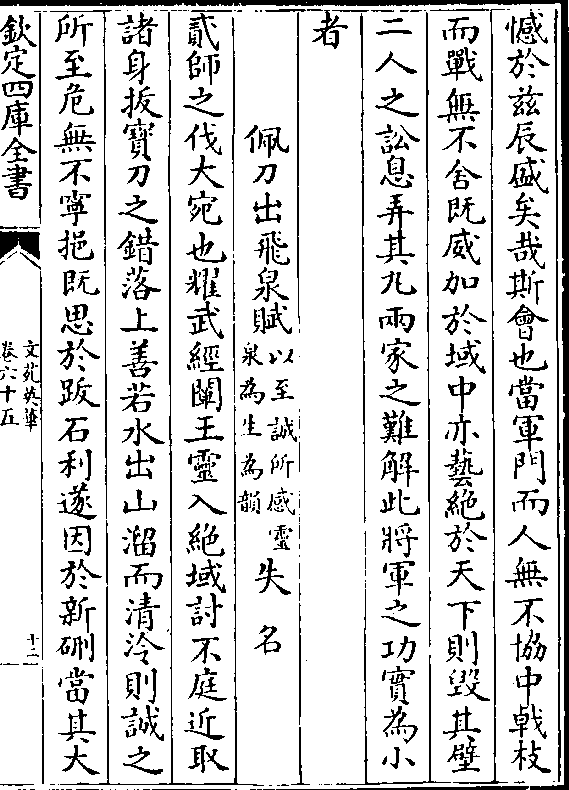 憾於兹辰盛矣哉斯會也當軍門而人無不協中戟枝
而戰無不舍既威加於域中亦藝絶於天下則毁其壁
二人之訟息弄其丸兩家之難解此將軍之功實為小
者
佩刀出飛泉賦以至誠所感靈泉為生為韻 失名
貳師之伐大宛也耀武經闡王靈入絶域討不庭近取
諸身抜寶刀之錯落上善若水出山溜而清泠則誠之
所至危無不寧挹既思於䟦石利遂因於新硎當其大
欽定四庫全書
文苑英華
卷六十五
十二